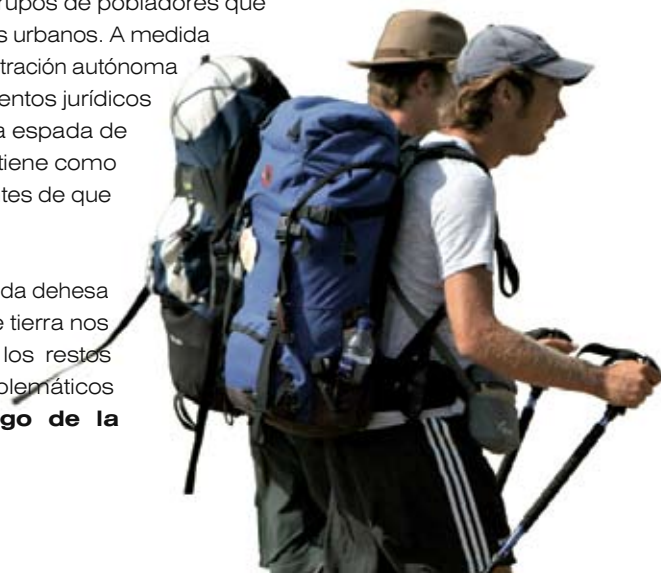 rupos de pobladores que
s urbanos. A medida
tración autónoma
entos jurídicos
a espada de
tiene como
tes de que
da dehesa
e tierra nos
los restos
blemáticos
go de la